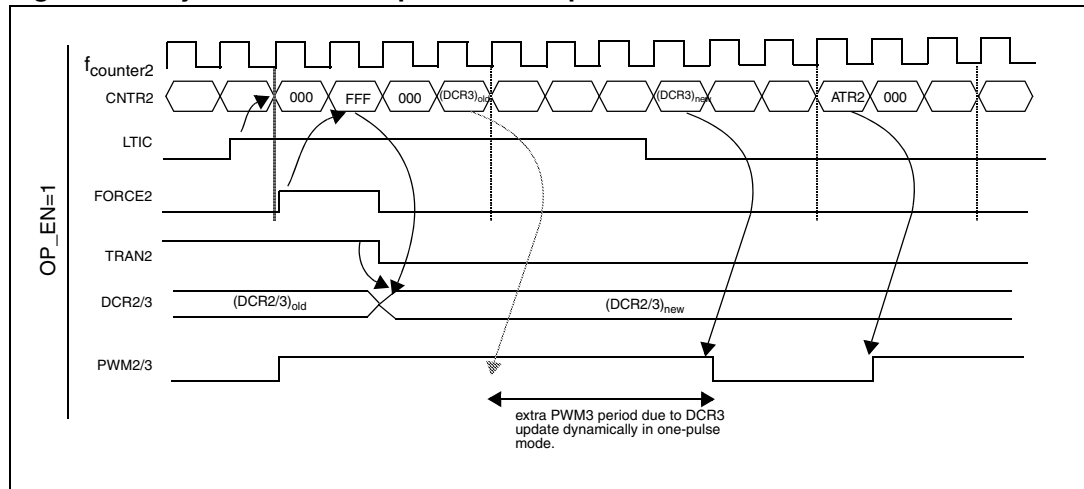 f counter2
CNTR2
000
FFF
000
(DCR3)old
(DCR3)new
ATR2
000
LTIC
FORCE2
OP_EN=1
TRAN2
DCR2/3
(DCR2/3)old
(DCR2/3)new
PWM2/3
extra PWM3 period due to DCR3
update dynamically in one-pulse
mode.